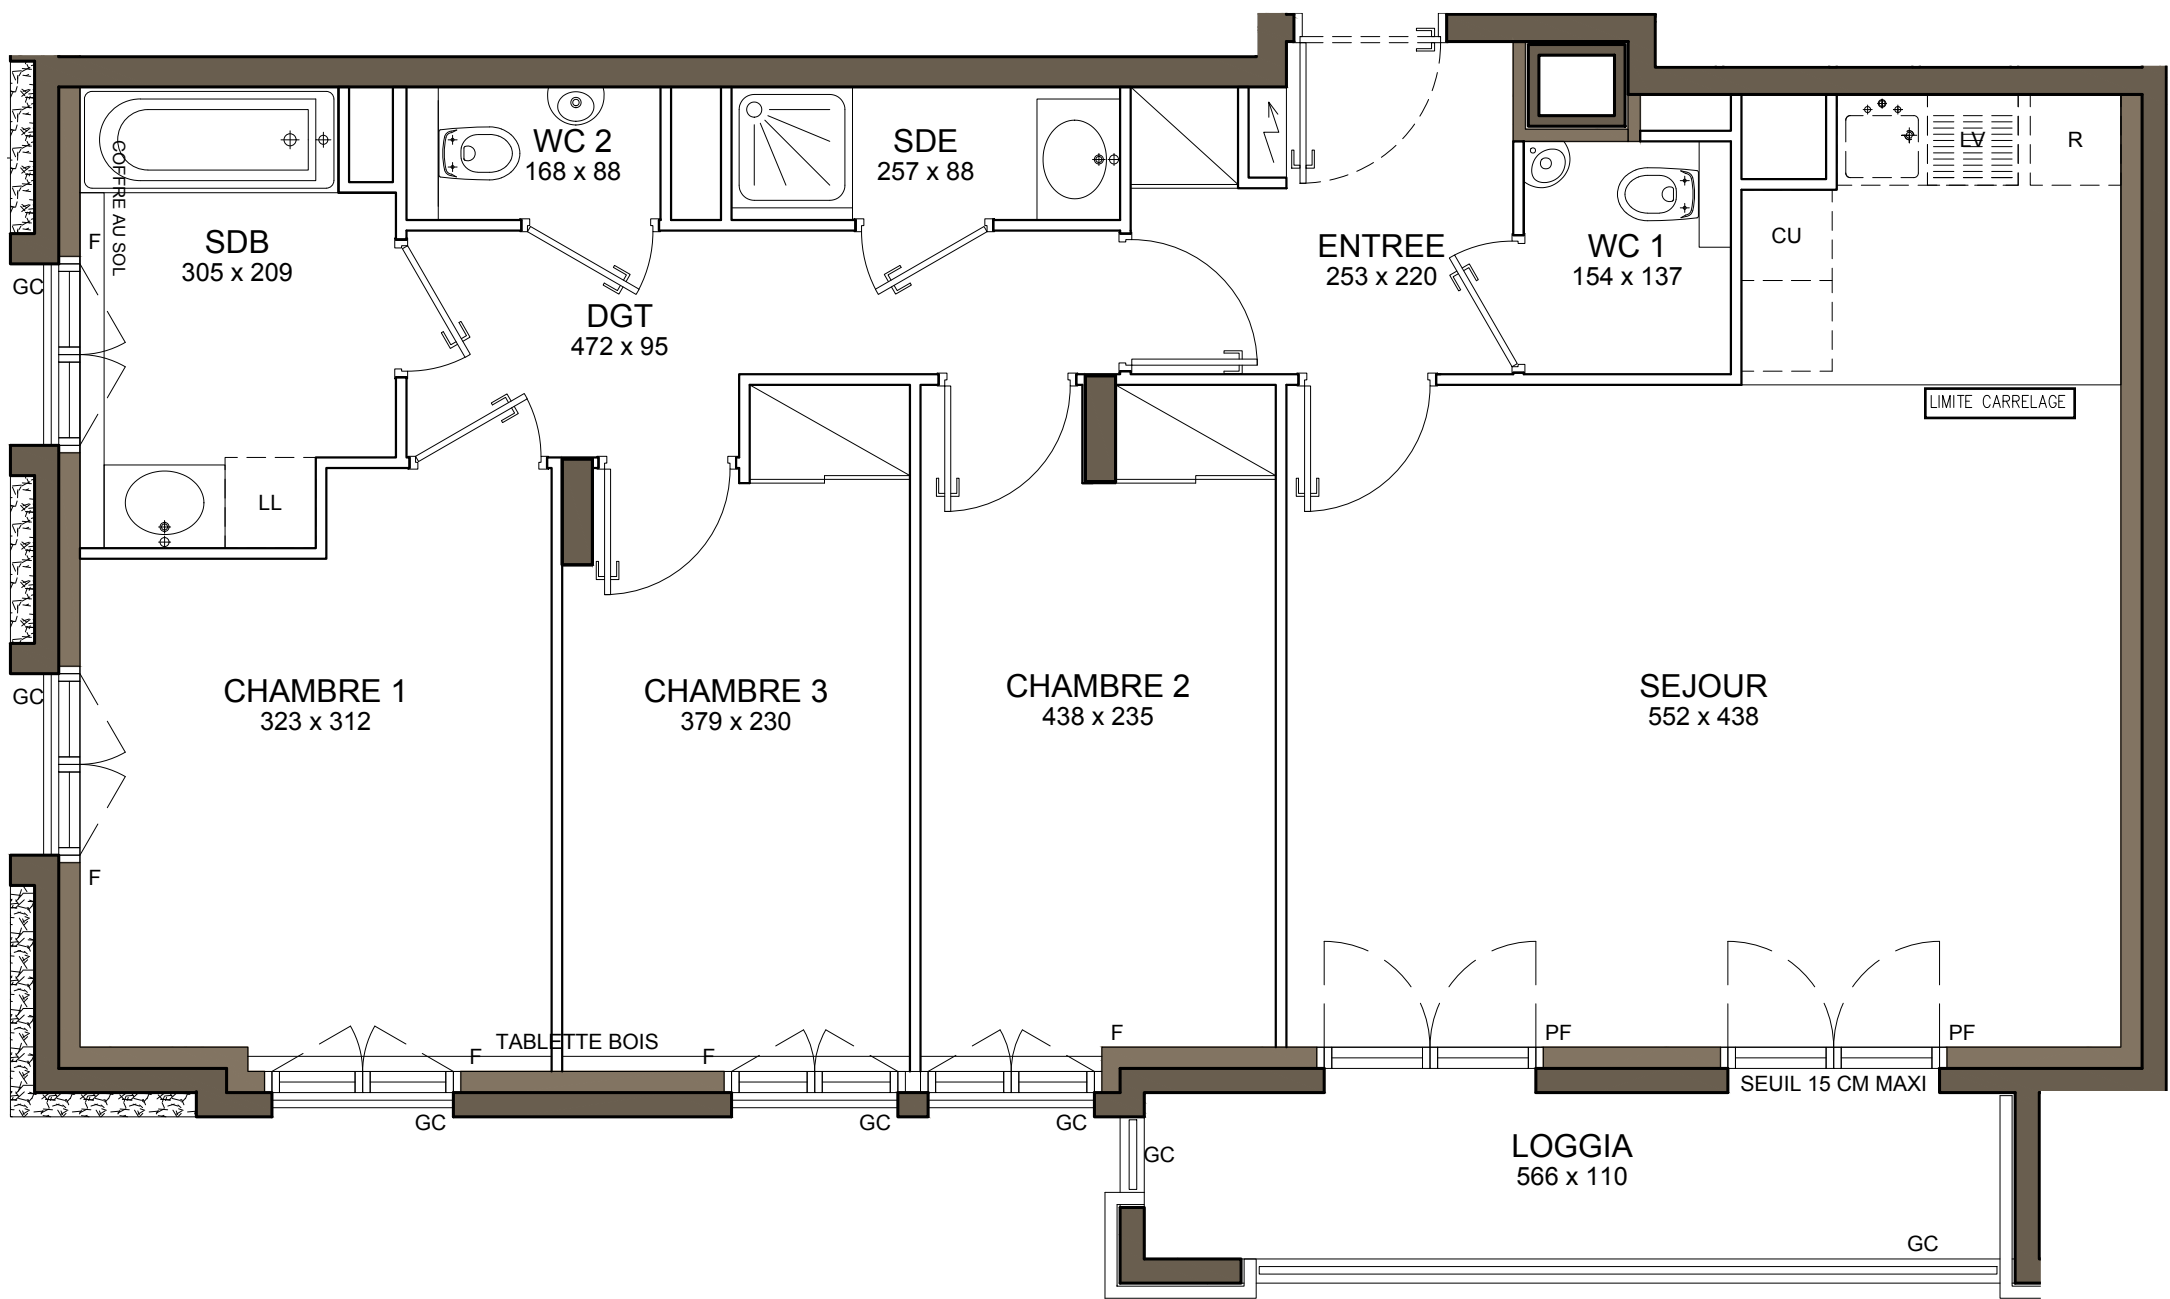 WC 2
168 x 88
SDE
257 x 88
LV
R
COFFRE AU SOL
F
SDB
305 x 209
ENTREE
253 x 220
WC 1
154 x 137
CU
GC
DGT
472 x 95
LIMITE CARRELAGE
LL
GC
CHAMBRE 1
323 x 312
CHAMBRE 3
379 x 230
CHAMBRE 2
438 x 235
SEJOUR
552 x 438
F
F
TABLETTE BOIS
F
F
PF
PF
SEUIL 15 CM MAXI
GC
GC
GC
GC
LOGGIA
566 x 110
GC